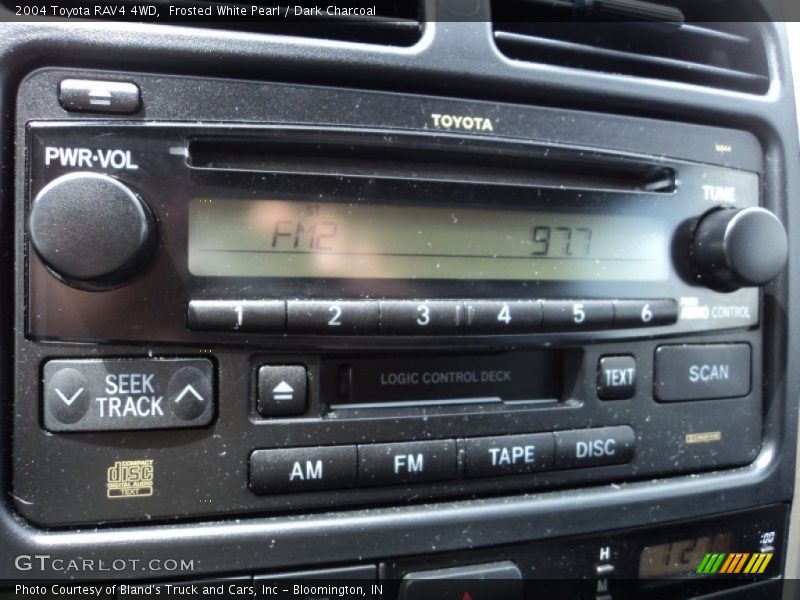 2004 Toyota RAV4 4WD, Frosted White Pearl / Dark Charcoal
TOYOTA
PWR·VOL
TUNE
ST
FM2 97.7
1 2 3 4 5 6
AUDIO CONTROL
SEEK
TRACK
LOGIC CONTROL DECK
TEXT
SCAN
AM FM TAPE DISC
COMPACT
disc
DIGITAL AUDIO
TEXT
H
M
:00
GTCARLOT.COM
Photo Courtesy of Bland's Truck and Cars, Inc - Bloomington, IN